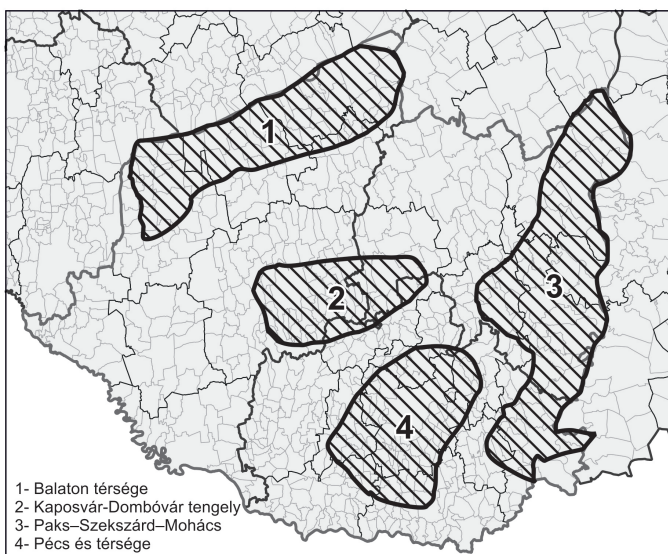 1
2
3
4
1- Balaton térsége
2- Kaposvár-Dombóvár tengely
3- Paks–Szekszárd–Mohács
4- Pécs és térsége